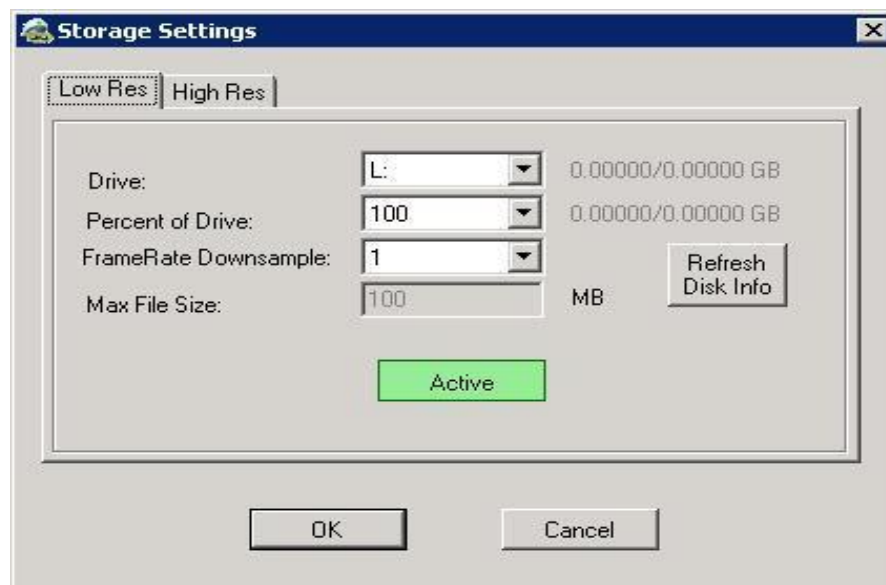 Storage Settings
Low Res High Res
Drive: L: 0.00000/0.00000 GB
Percent of Drive: 100 0.00000/0.00000 GB
FrameRate Downsample: 1
Refresh
Disk Info
Max File Size: 100 MB
Active
OK Cancel